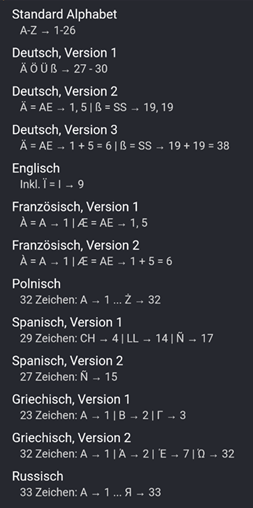 Standard Alphabet
A-Z → 1-26
Deutsch, Version 1
Ä Ö Ü ß → 27 - 30
Deutsch, Version 2
Ä = AE → 1, 5 | ß = SS → 19, 19
Deutsch, Version 3
Ä = AE → 1 + 5 = 6 | ß = SS → 19 + 19 = 38
Englisch
Inkl. Ï = I → 9
Französisch, Version 1
À = A → 1 | Æ = AE → 1, 5
Französisch, Version 2
À = A → 1 | Æ = AE → 1 + 5 = 6
Polnisch
32 Zeichen: A → 1 ... Ż → 32
Spanisch, Version 1
29 Zeichen: CH → 4 | LL → 14 | Ñ → 17
Spanisch, Version 2
27 Zeichen: Ñ → 15
Griechisch, Version 1
23 Zeichen: Α → 1 | Β → 2 | Γ → 3
Griechisch, Version 2
32 Zeichen: Α → 1 | Ά → 2 | Έ → 7 | Ώ → 32
Russisch
33 Zeichen: А → 1 ... Я → 33